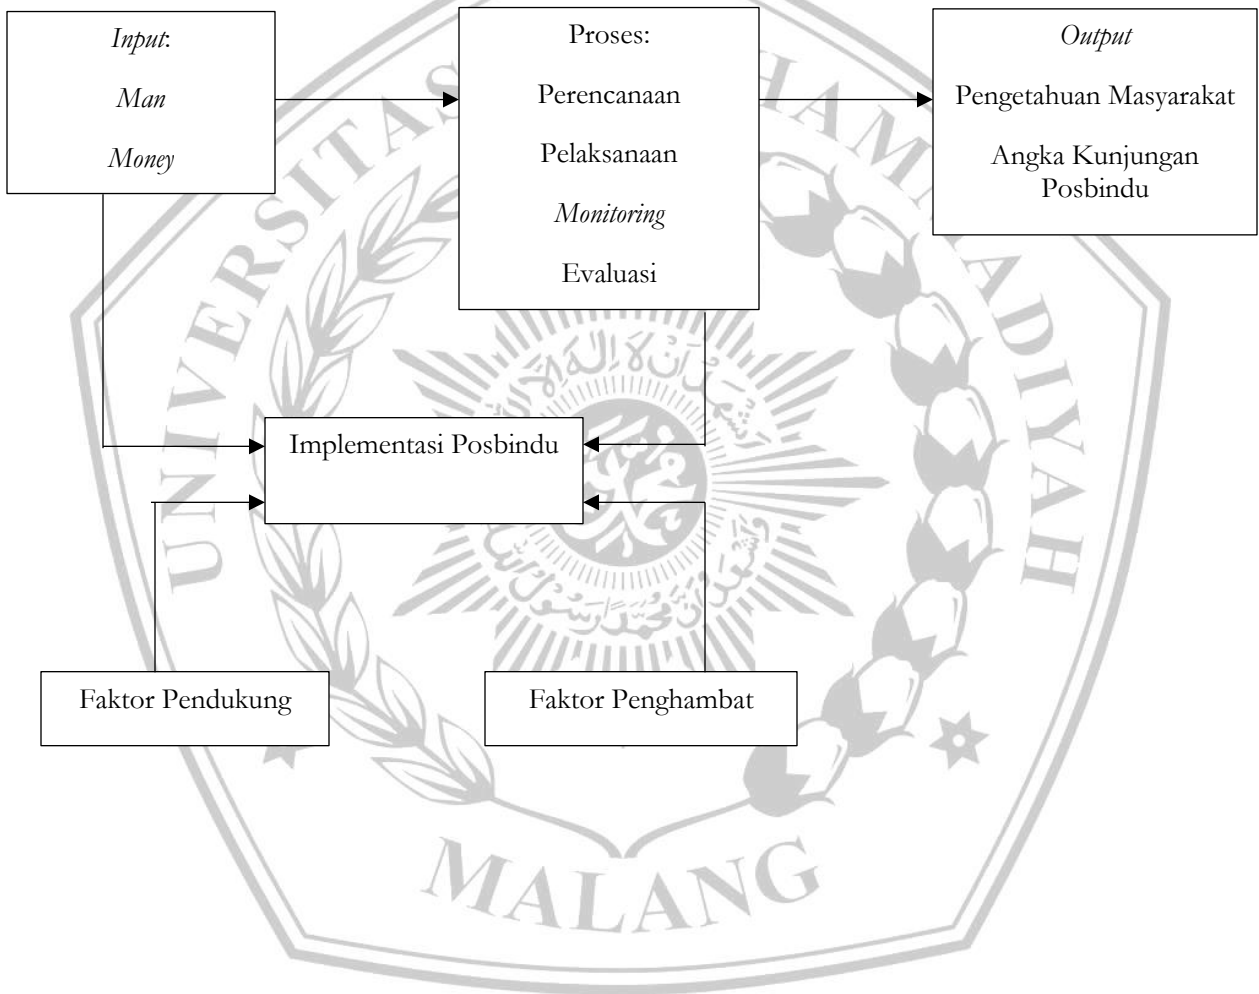 Input:
Man
Money
Proses:
Perencanaan
Pelaksanaan
Monitoring
Evaluasi
Output
Pengetahuan Masyarakat
Angka Kunjungan
Posbindu
Implementasi Posbindu
Faktor Pendukung
Faktor Penghambat
MALANG